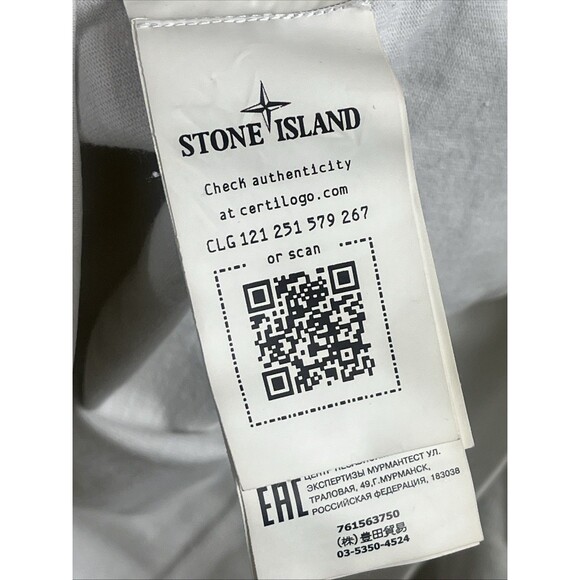 STONE ISLAND
Check authenticity
at certilogo.com
CLG 121 251 579 267
or scan
ЭКСПЕРТИЗЫ МУРМАНТЕСТ УЛ.
ТРАЛОВАЯ, 49, Г.МУРМАНСК,
РОССИЙСКАЯ ФЕДЕРАЦИЯ, 183038
EAC
761563750
(株)豊田貿易
03-5350-4524